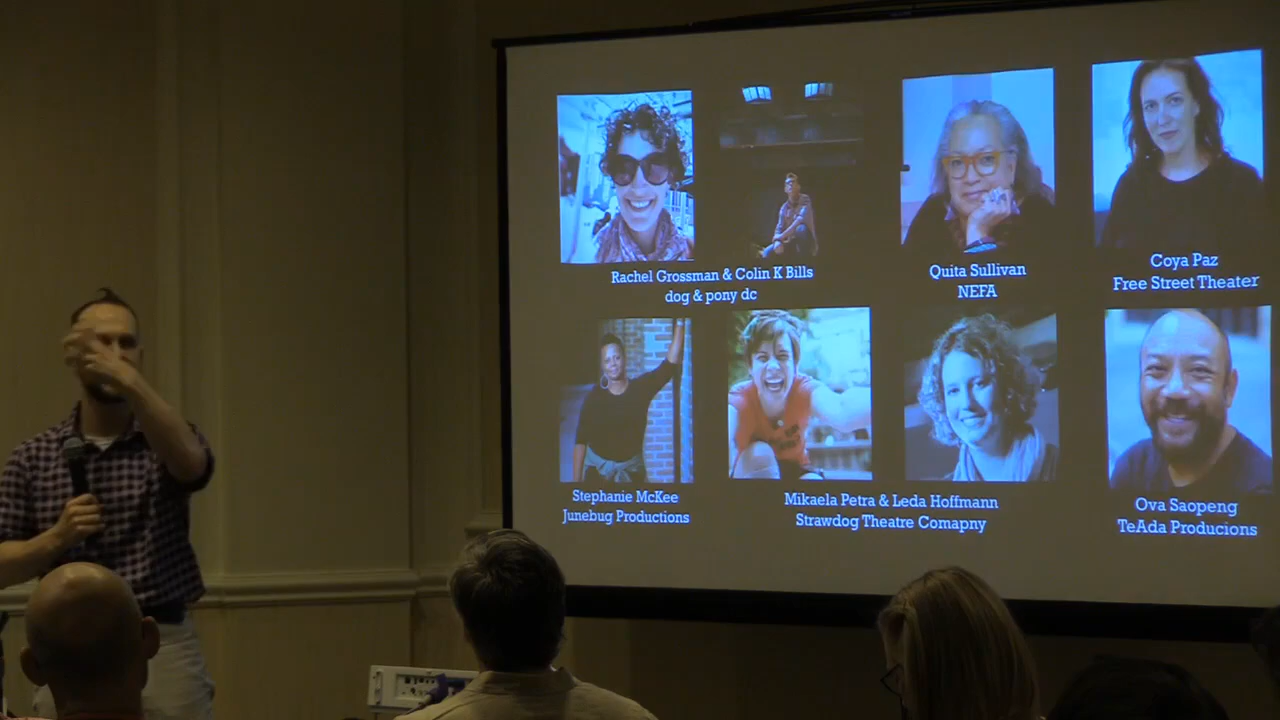 Rachel Grossman & Colin K Bills
dog & pony dc
Quita Sullivan
NEFA
Coya Paz
Free Street Theater
Stephanie McKee
Junebug Productions
Mikaela Petra & Leda Hoffmann
Strawdog Theatre Comapny
Ova Saopeng
TeAda Producions